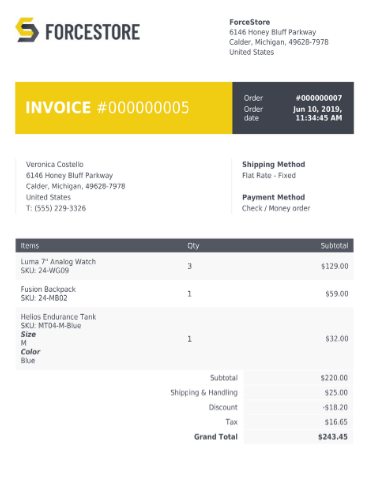 FORCESTORE
ForceStore
6146 Honey Bluff Parkway
Calder, Michigan, 49628-7978
United States
INVOICE #000000005
Order #000000007
Order date Jun 10, 2019, 11:34:45 AM
Veronica Costello
6146 Honey Bluff Parkway
Calder, Michigan, 49628-7978
United States
T: (555) 229-3326
Shipping Method
Flat Rate - Fixed
Payment Method
Check / Money order
Items Qty Subtotal
Luma 7" Analog Watch
SKU: 24-WG09
3 $129.00
Fusion Backpack
SKU: 24-MB02
1 $59.00
Helios Endurance Tank
SKU: MT04-M-Blue
Size
M
Color
Blue
1 $32.00
Subtotal $220.00
Shipping & Handling $25.00
Discount -$18.20
Tax $16.65
Grand Total $243.45